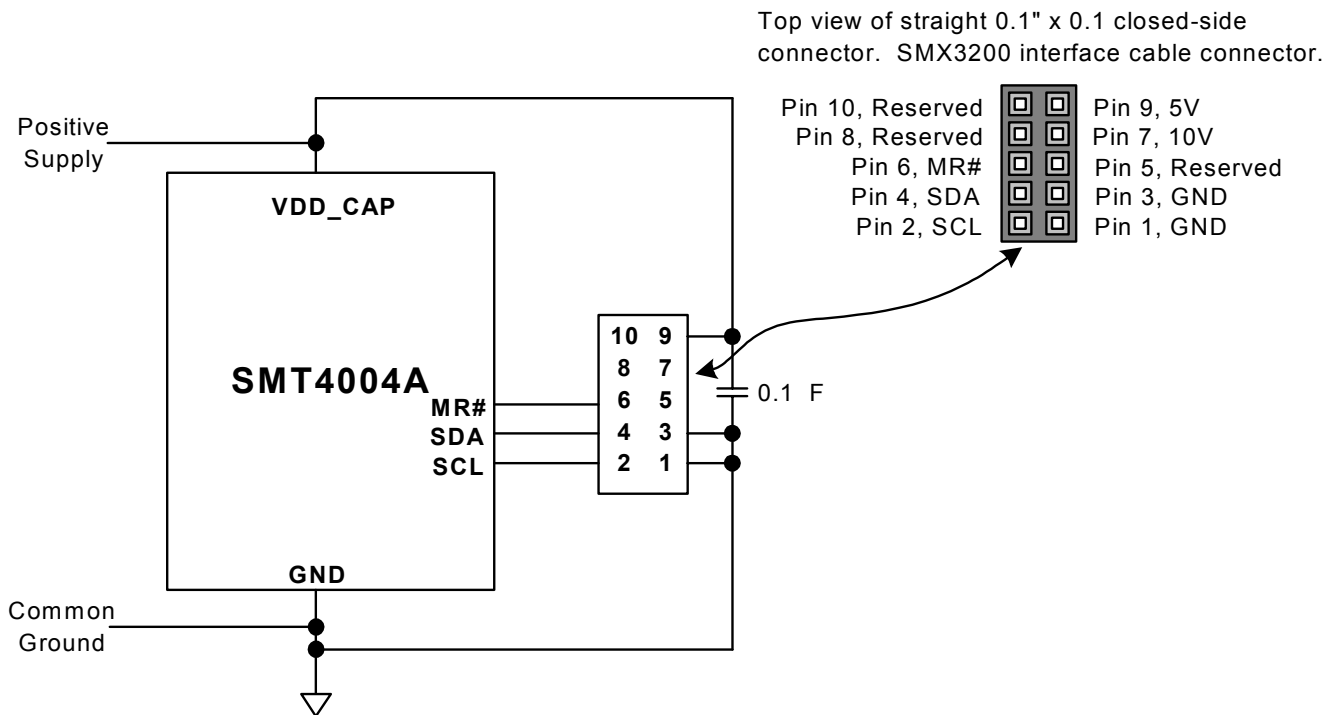 Top view of straight 0.1" x 0.1 closed-side
connector. SMX3200 interface cable connector.
Pin 10, Reserved
Pin 9, 5V
Pin 8, Reserved
Pin 7, 10V
Pin 6, MR#
Pin 5, Reserved
Pin 4, SDA
Pin 3, GND
Pin 2, SCL
Pin 1, GND
Positive
Supply
VDD_CAP
SMT4004A
MR#
SDA
SCL
GND
10 9
8 7
6 5
4 3
2 1
0.1 F
Common
Ground